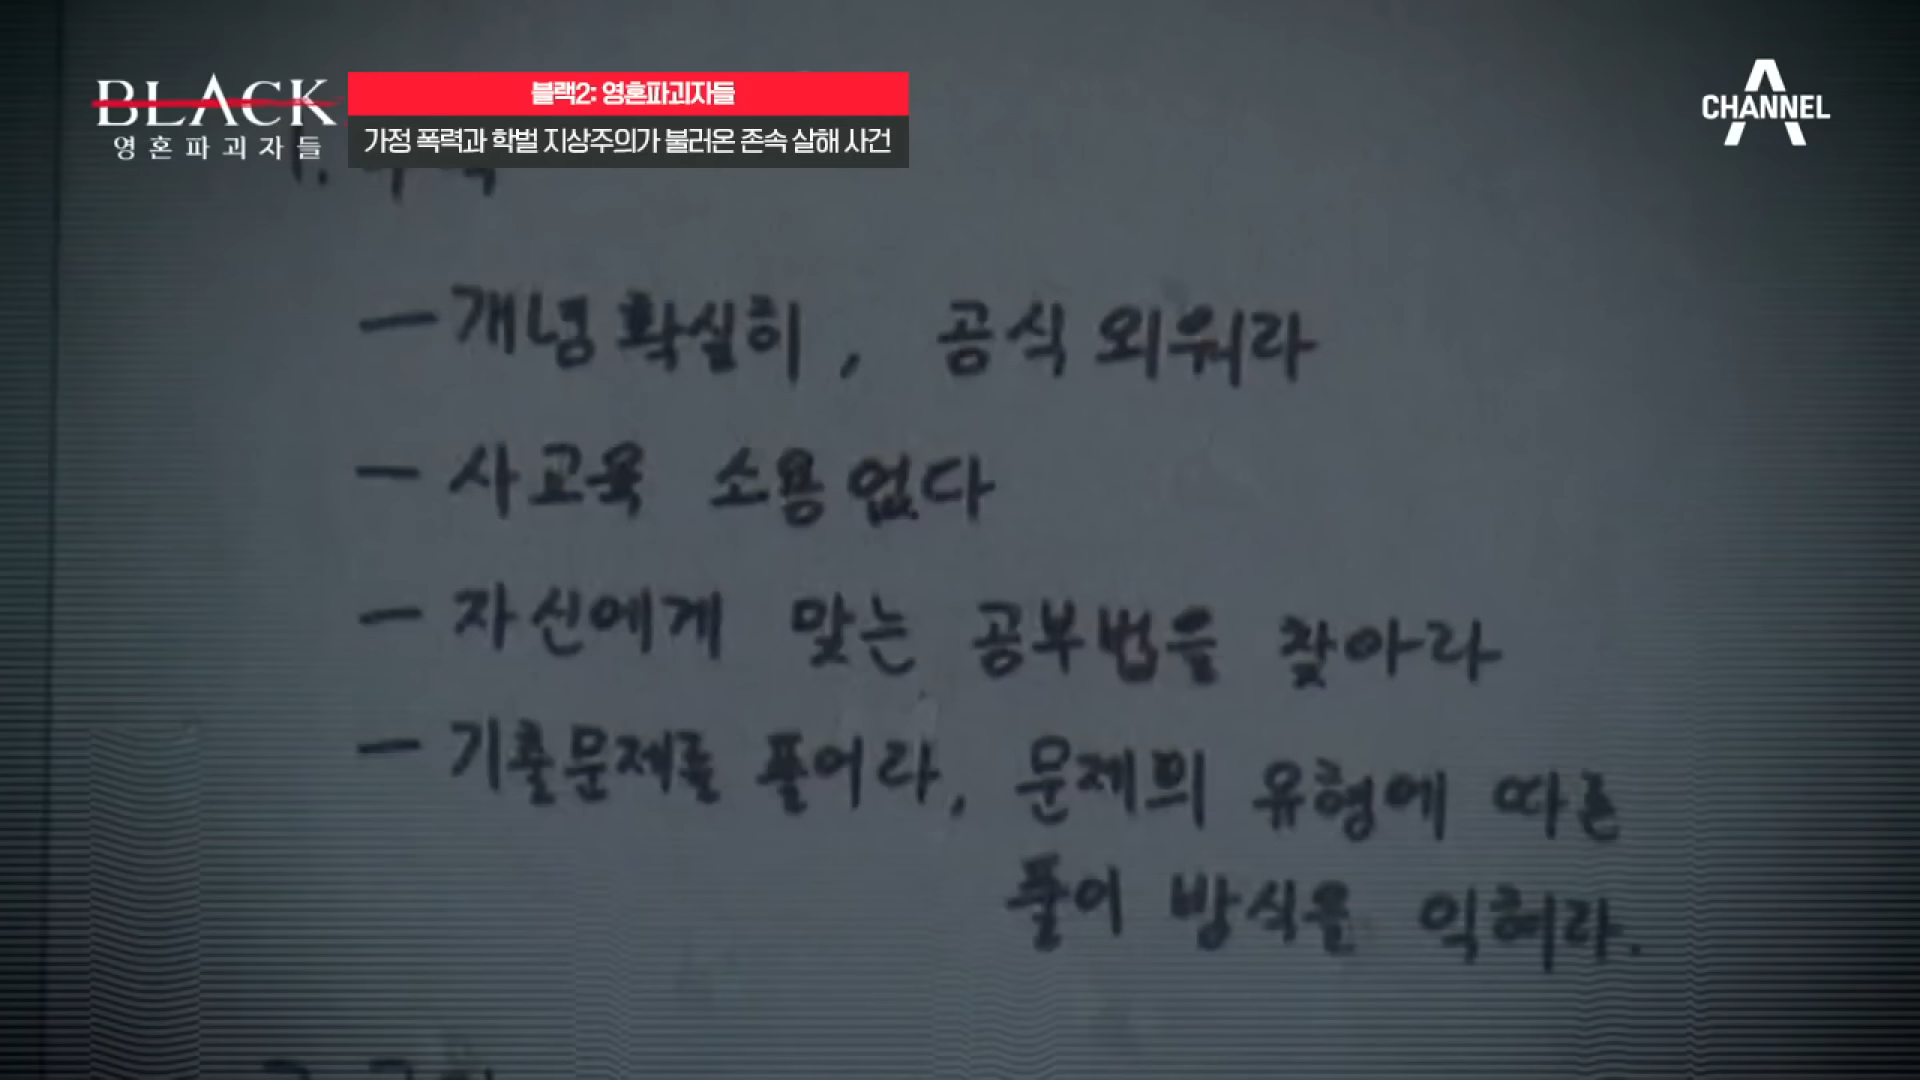 BLACK
영혼파괴자들
블랙2: 영혼파괴자들
가정 폭력과 학벌 지상주의가 불러온 존속 살해 사건
CHANNEL A
1.
- 개념 확실히, 공식 외워라
- 사교육 소용없다
- 자신에게 맞는 공부법을 찾아라
- 기출문제를 풀어라, 문제의 유형에 따른
풀이 방식을 익혀라.